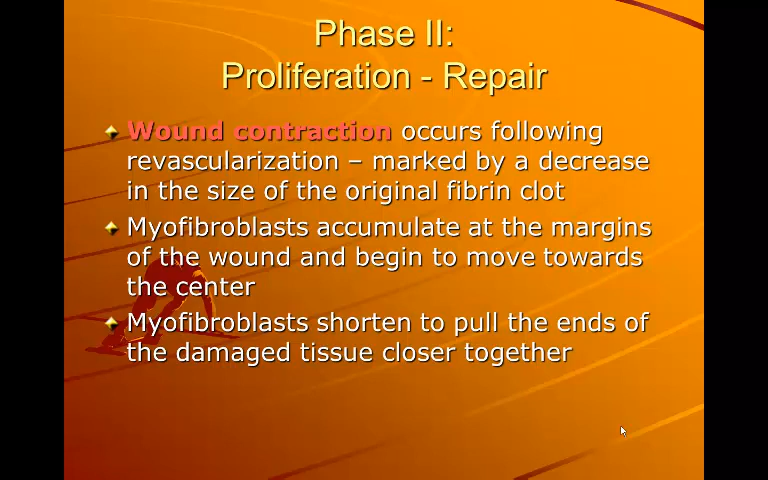 Phase II:
Proliferation - Repair
Wound contraction occurs following
revascularization – marked by a decrease
in the size of the original fibrin clot
Myofibroblasts accumulate at the margins
of the wound and begin to move towards
the center
Myofibroblasts shorten to pull the ends of
the damaged tissue closer together